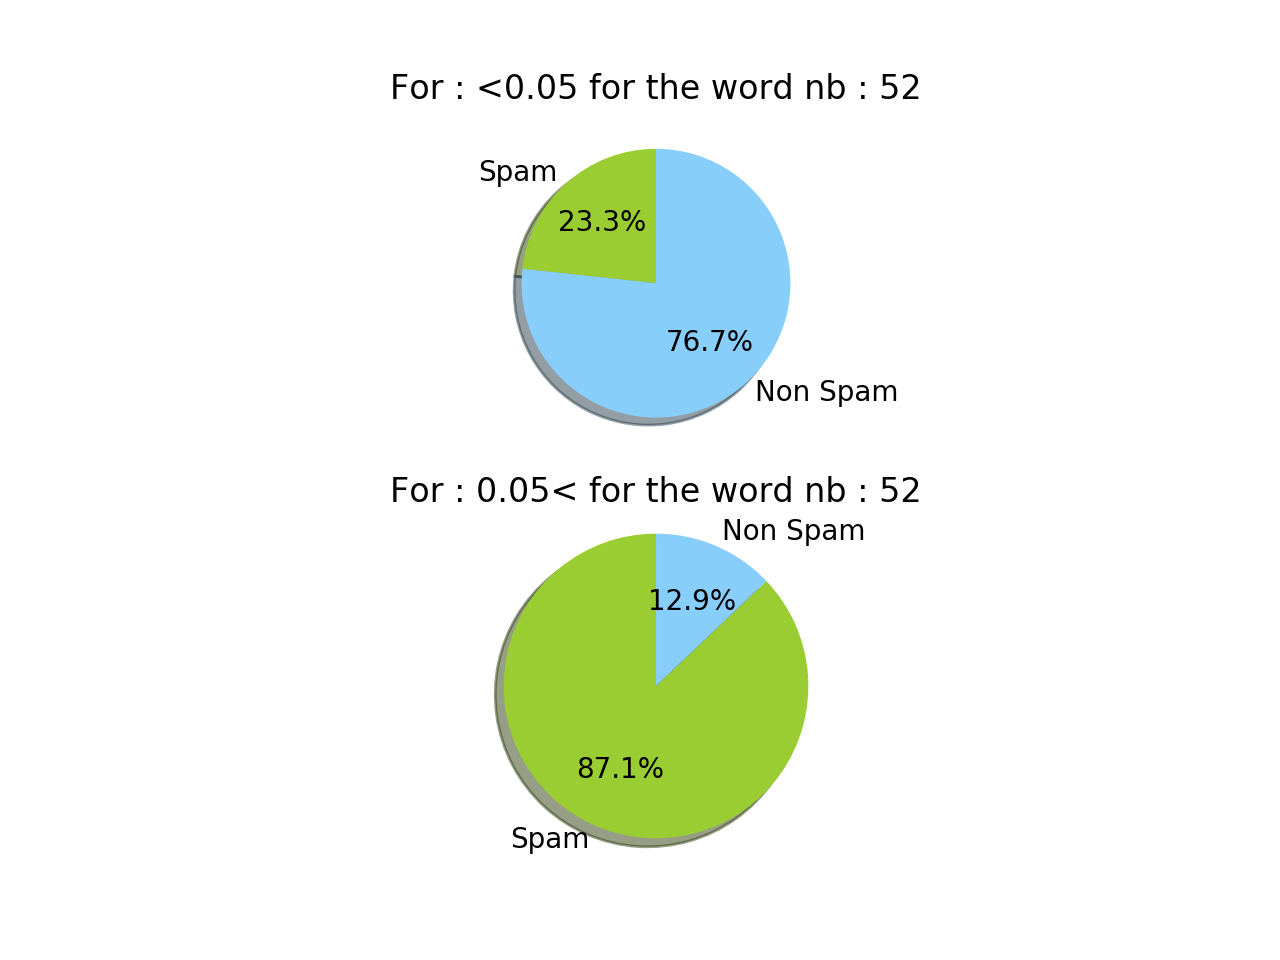 For : <0.05 for the word nb : 52
Spam
23.3%
76.7%
Non Spam
For : 0.05< for the word nb : 52
Non Spam
12.9%
87.1%
Spam